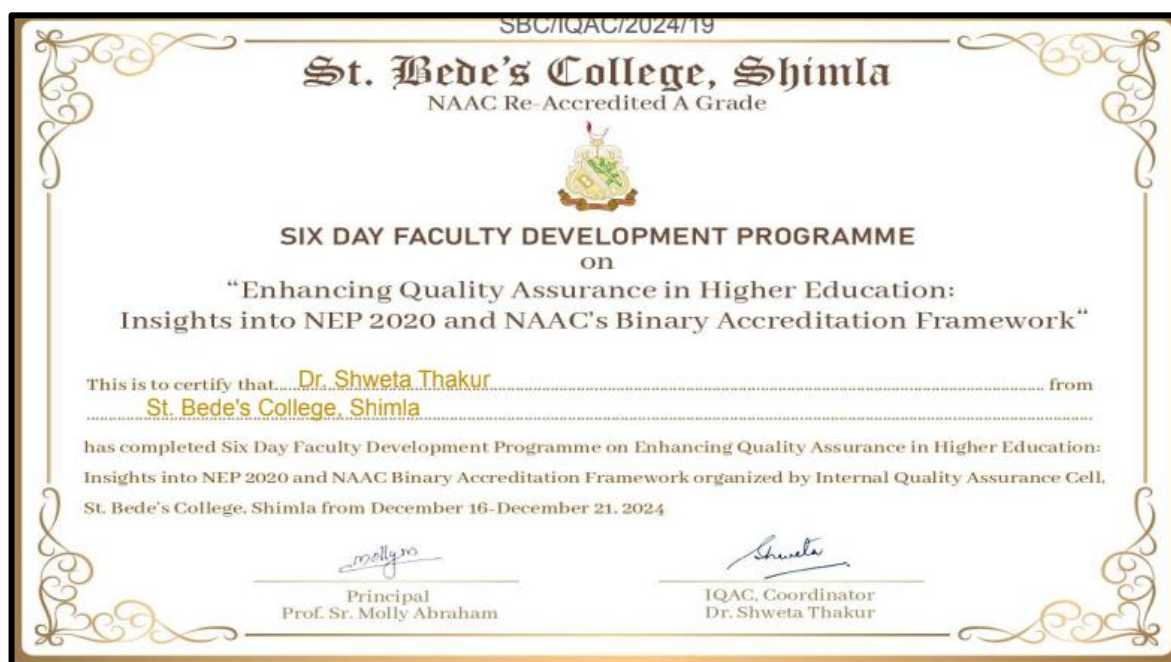 SBC/IQAC/2024/19
St. Bede's College, Shimla
NAAC Re-Accredited A Grade
B
SIX DAY FACULTY DEVELOPMENT PROGRAMME
on
“Enhancing Quality Assurance in Higher Education:
Insights into NEP 2020 and NAAC's Binary Accreditation Framework“
This is to certify that Dr. Shweta Thakur from
St. Bede's College, Shimla
has completed Six Day Faculty Development Programme on Enhancing Quality Assurance in Higher Education:
Insights into NEP 2020 and NAAC Binary Accreditation Framework organized by Internal Quality Assurance Cell,
St. Bede's College, Shimla from December 16-December 21, 2024
mollym Shweta
Principal IQAC, Coordinator
Prof. Sr. Molly Abraham Dr. Shweta Thakur